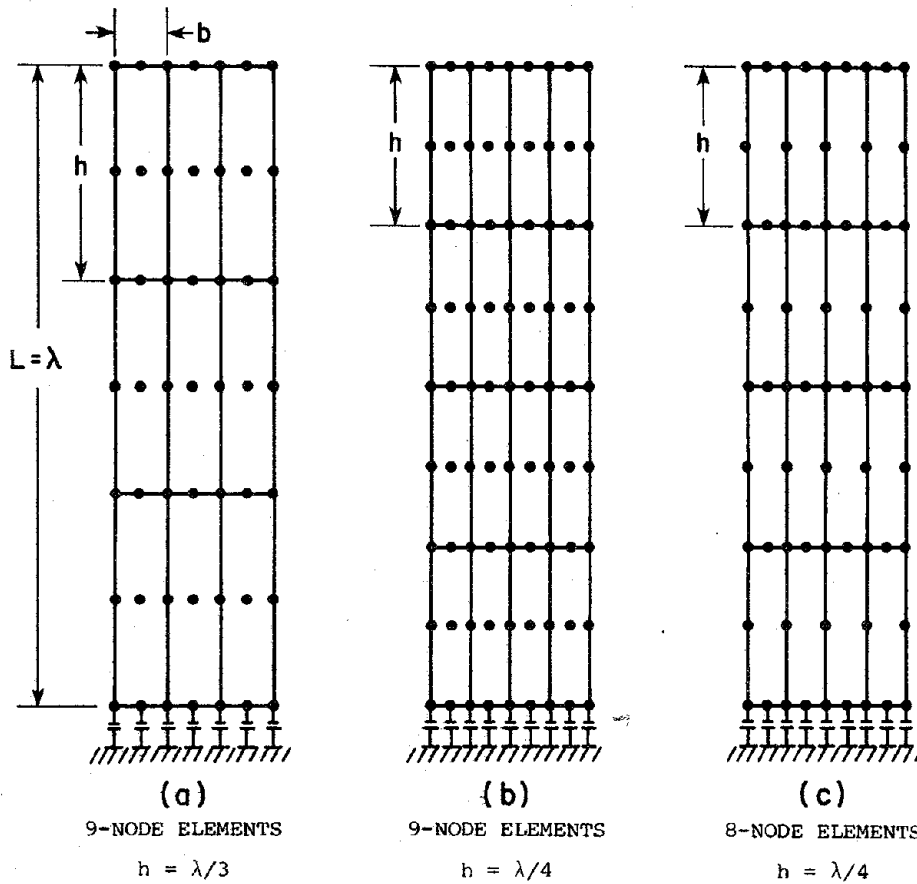 b
h
h
h
L = λ
(a)
(b)
(c)
9-NODE ELEMENTS
9-NODE ELEMENTS
8-NODE ELEMENTS
h = λ/3
h = λ/4
h = λ/4